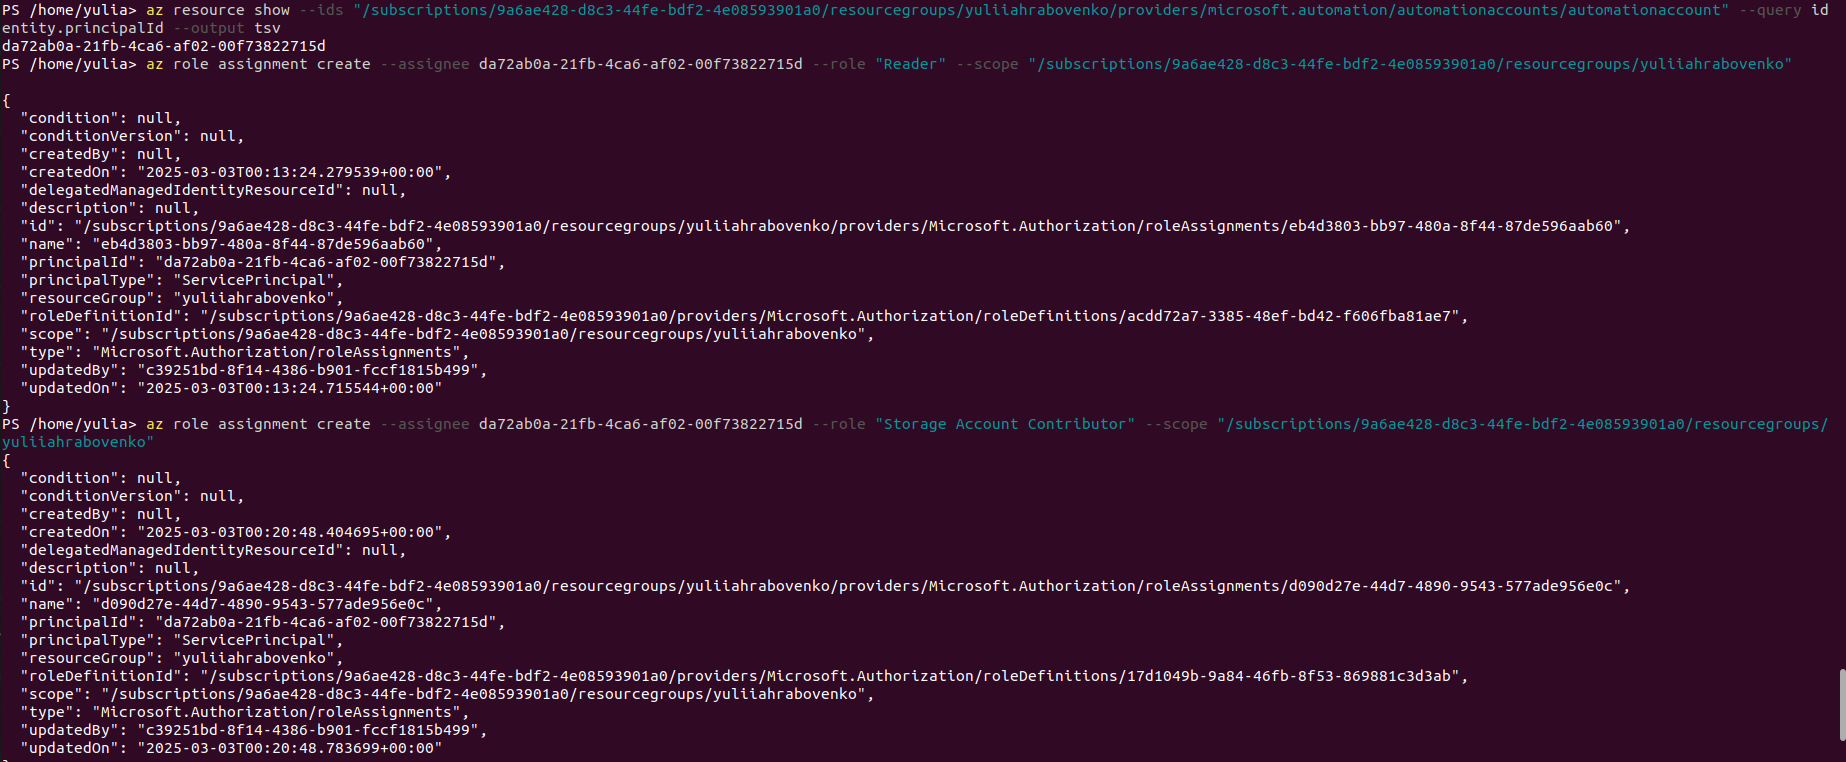 PS /home/yulia> az resource show --ids "/subscriptions/9a6ae428-d8c3-44fe-bdf2-4e08593901a0/resourcegroups/yuliiahrabovenko/providers/microsoft.automation/automationaccounts/automationaccount" --query id
entity.principalId --output tsv
da72ab0a-21fb-4ca6-af02-00f73822715d
PS /home/yulia> az role assignment create --assignee da72ab0a-21fb-4ca6-af02-00f73822715d --role "Reader" --scope "/subscriptions/9a6ae428-d8c3-44fe-bdf2-4e08593901a0/resourcegroups/yuliiahrabovenko"
{
  "condition": null,
  "conditionVersion": null,
  "createdBy": null,
  "createdOn": "2025-03-03T00:13:24.279539+00:00",
  "delegatedManagedIdentityResourceId": null,
  "description": null,
  "id": "/subscriptions/9a6ae428-d8c3-44fe-bdf2-4e08593901a0/resourcegroups/yuliiahrabovenko/providers/Microsoft.Authorization/roleAssignments/eb4d3803-bb97-480a-8f44-87de596aab60",
  "name": "eb4d3803-bb97-480a-8f44-87de596aab60",
  "principalId": "da72ab0a-21fb-4ca6-af02-00f73822715d",
  "principalType": "ServicePrincipal",
  "resourceGroup": "yuliiahrabovenko",
  "roleDefinitionId": "/subscriptions/9a6ae428-d8c3-44fe-bdf2-4e08593901a0/providers/Microsoft.Authorization/roleDefinitions/acdd72a7-3385-48ef-bd42-f606fba81ae7",
  "scope": "/subscriptions/9a6ae428-d8c3-44fe-bdf2-4e08593901a0/resourcegroups/yuliiahrabovenko",
  "type": "Microsoft.Authorization/roleAssignments",
  "updatedBy": "c39251bd-8f14-4386-b901-fccf1815b499",
  "updatedOn": "2025-03-03T00:13:24.715544+00:00"
}
PS /home/yulia> az role assignment create --assignee da72ab0a-21fb-4ca6-af02-00f73822715d --role "Storage Account Contributor" --scope "/subscriptions/9a6ae428-d8c3-44fe-bdf2-4e08593901a0/resourcegroups/
yuliiahrabovenko"
{
  "condition": null,
  "conditionVersion": null,
  "createdBy": null,
  "createdOn": "2025-03-03T00:20:48.404695+00:00",
  "delegatedManagedIdentityResourceId": null,
  "description": null,
  "id": "/subscriptions/9a6ae428-d8c3-44fe-bdf2-4e08593901a0/resourcegroups/yuliiahrabovenko/providers/Microsoft.Authorization/roleAssignments/d090d27e-44d7-4890-9543-577ade956e0c",
  "name": "d090d27e-44d7-4890-9543-577ade956e0c",
  "principalId": "da72ab0a-21fb-4ca6-af02-00f73822715d",
  "principalType": "ServicePrincipal",
  "resourceGroup": "yuliiahrabovenko",
  "roleDefinitionId": "/subscriptions/9a6ae428-d8c3-44fe-bdf2-4e08593901a0/providers/Microsoft.Authorization/roleDefinitions/17d1049b-9a84-46fb-8f53-869881c3d3ab",
  "scope": "/subscriptions/9a6ae428-d8c3-44fe-bdf2-4e08593901a0/resourcegroups/yuliiahrabovenko",
  "type": "Microsoft.Authorization/roleAssignments",
  "updatedBy": "c39251bd-8f14-4386-b901-fccf1815b499",
  "updatedOn": "2025-03-03T00:20:48.783699+00:00"